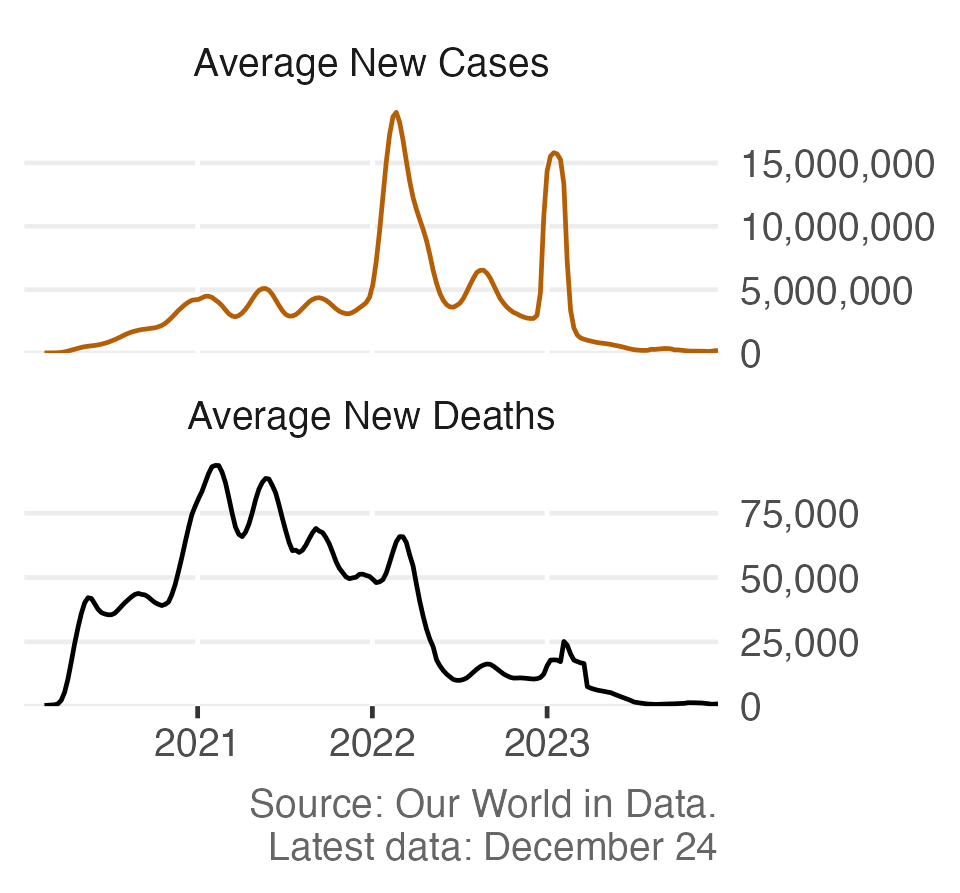 Average New Cases
15,000,000
10,000,000
5,000,000
0
Average New Deaths
75,000
50,000
25,000
0
2021 2022 2023
Source: Our World in Data.
Latest data: December 24